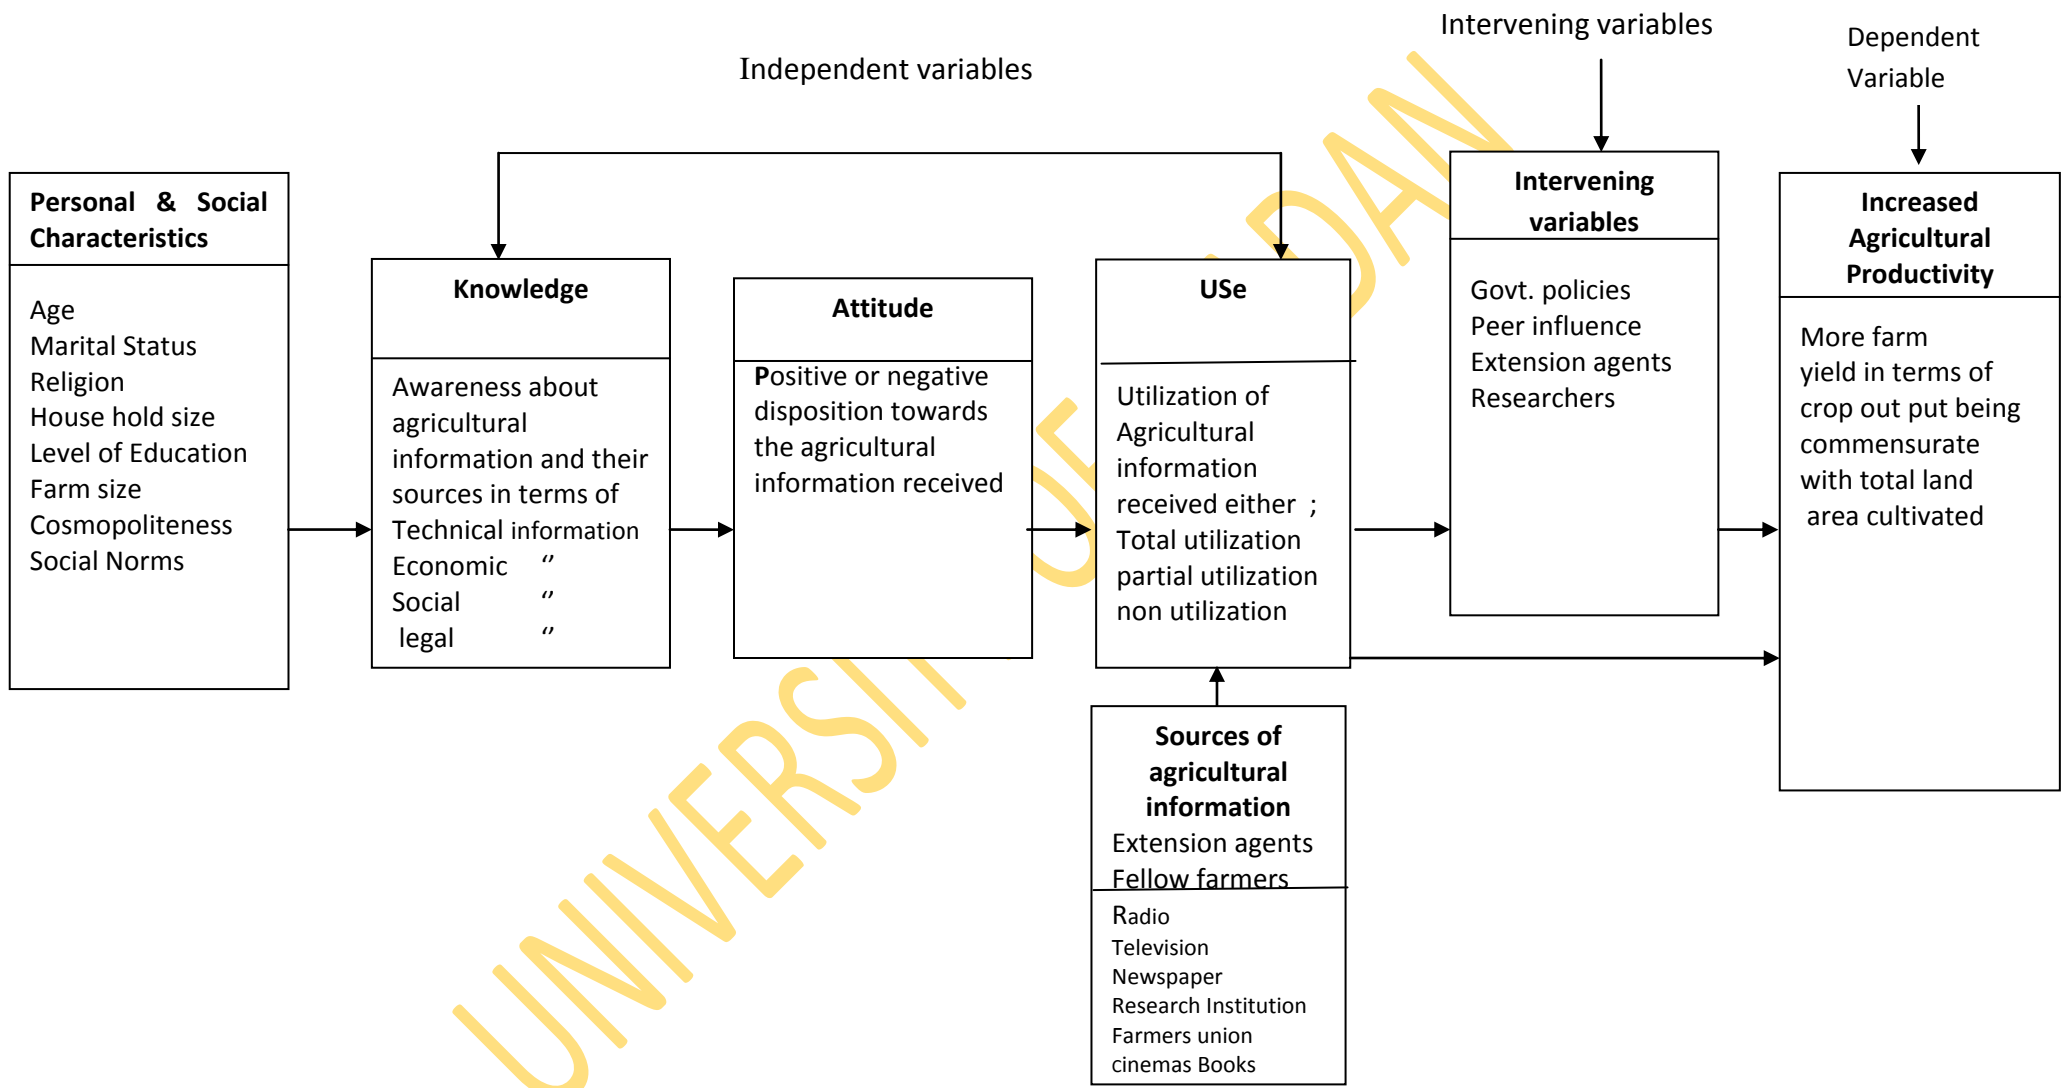 Independent variables
Intervening variables
Dependent
Variable
Personal & Social
Characteristics
Age
Marital Status
Religion
House hold size
Level of Education
Farm size
Cosmopoliteness
Social Norms
Knowledge
Awareness about
agricultural
information and their
sources in terms of
Technical information
Economic ‘’
Social ‘’
legal ‘’
Attitude
Positive or negative
disposition towards
the agricultural
information received
USe
Utilization of
Agricultural
information
received either ;
Total utilization
partial utilization
non utilization
Sources of
agricultural
information
Extension agents
Fellow farmers
Radio
Television
Newspaper
Research Institution
Farmers union
cinemas Books
Intervening
variables
Govt. policies
Peer influence
Extension agents
Researchers
Increased
Agricultural
Productivity
More farm
yield in terms of
crop out put being
commensurate
with total land
area cultivated